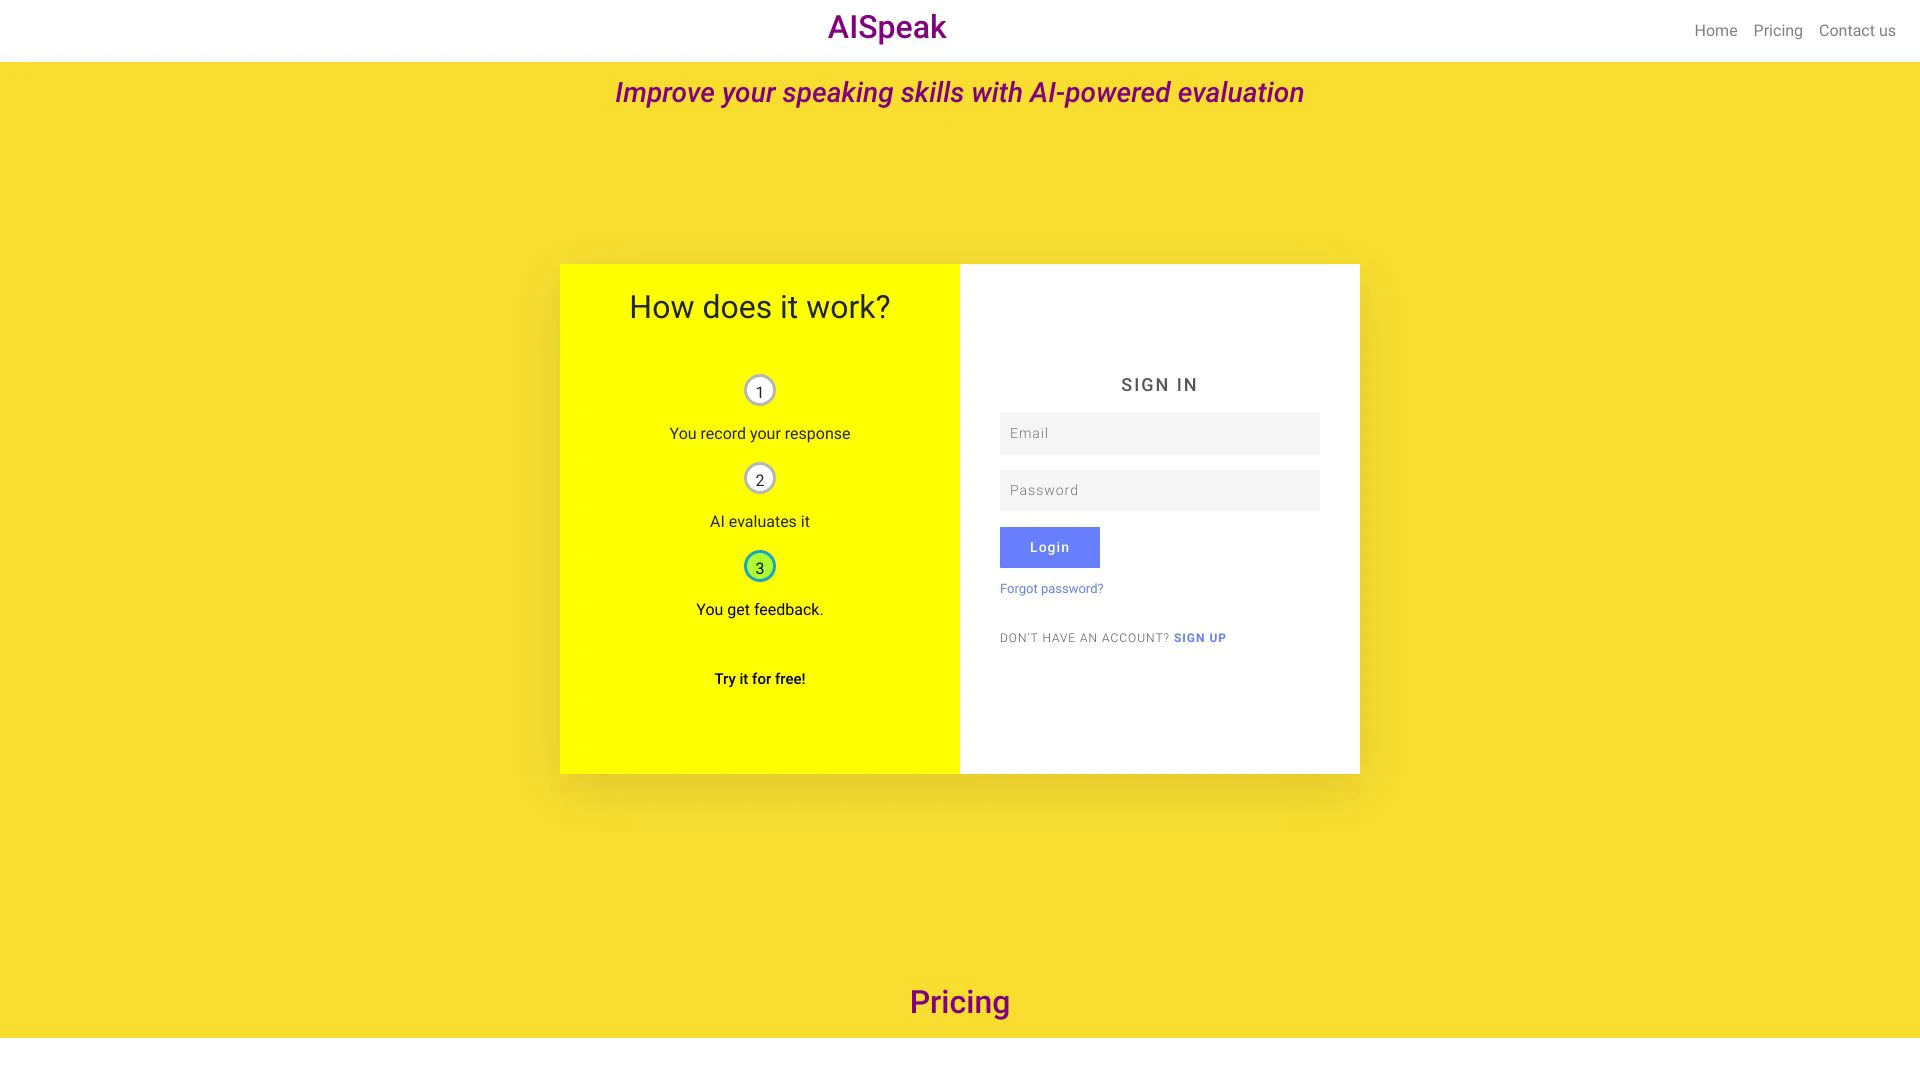 AISpeak
Home Pricing Contact us
Improve your speaking skills with AI-powered evaluation
How does it work?
1
You record your response
2
AI evaluates it
3
You get feedback.
Try it for free!
SIGN IN
Email
Password
Login
Forgot password?
DON'T HAVE AN ACCOUNT? SIGN UP
Pricing